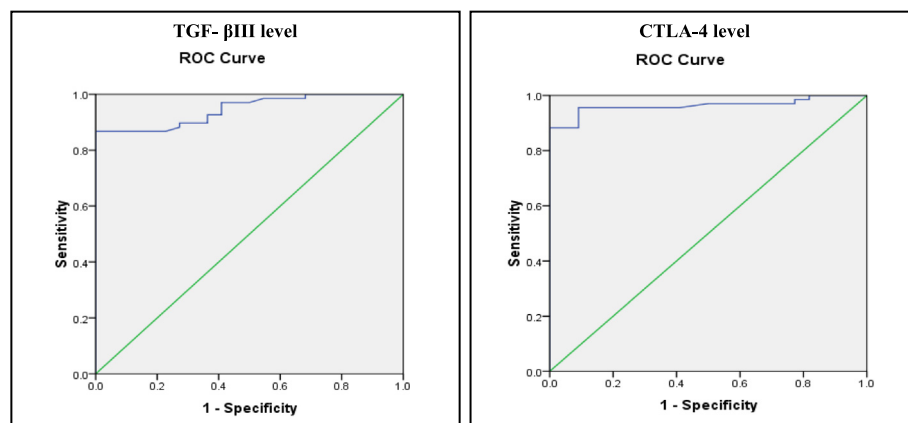 TGF- βIII level
ROC Curve
1.0
0.8
0.6
0.4
0.2
0.0
Sensitivity
0.0 0.2 0.4 0.6 0.8 1.0
1 - Specificity
CTLA-4 level
ROC Curve
1.0
0.8
0.6
0.4
0.2
0.0
Sensitivity
0.0 0.2 0.4 0.6 0.8 1.0
1 - Specificity